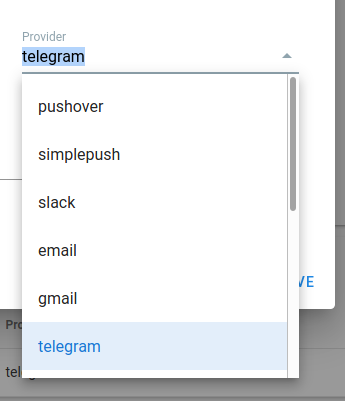 Provider
telegram
pushover
simplepush
slack
email
gmail
telegram